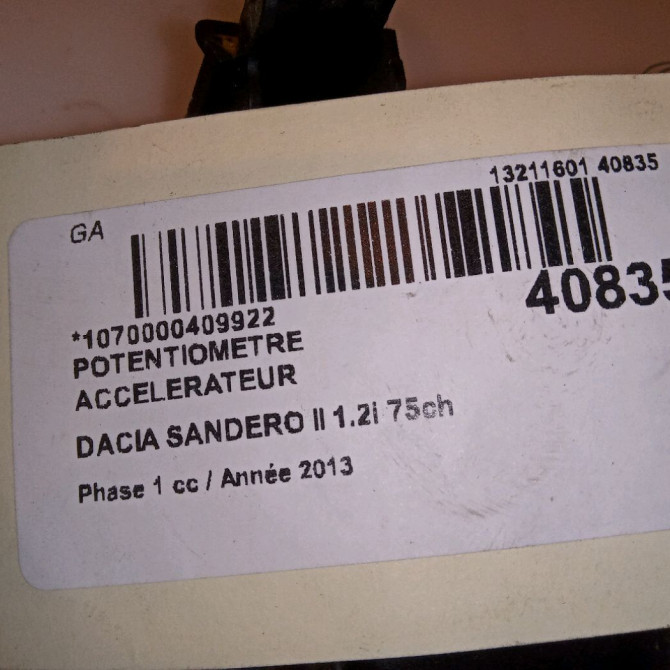 13211601 40835
GA
40835
*1070000409922
POTENTIOMETRE
ACCELERATEUR
DACIA SANDERO II 1.2i 75ch
Phase 1 cc / Année 2013